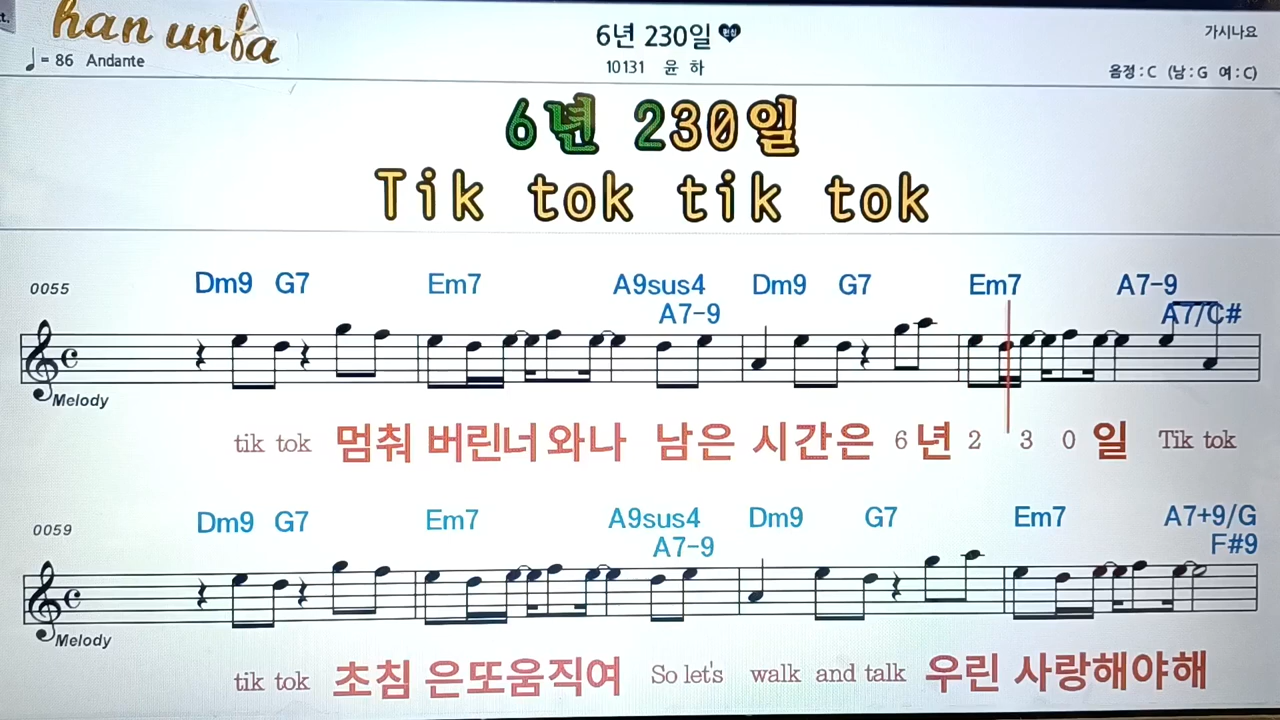 han unfa
t.
♩= 86 Andante
6년 230일
10131 윤 하
가시나요
음정 : C (남 : G 여 : C)
6년 230일
Tik tok tik tok
0055
Dm9 G7 Em7 A9sus4 Dm9 G7 Em7 A7-9
A7-9 A7/C#
Melody
tik tok 멈춰 버린너와나 남은 시간은 6년 2 3 0 일 Tik tok
0059
Dm9 G7 Em7 A9sus4 Dm9 G7 Em7 A7+9/G
A7-9 F#9
Melody
tik tok 초침 은또움직여 So let's walk and talk 우린 사랑해야해